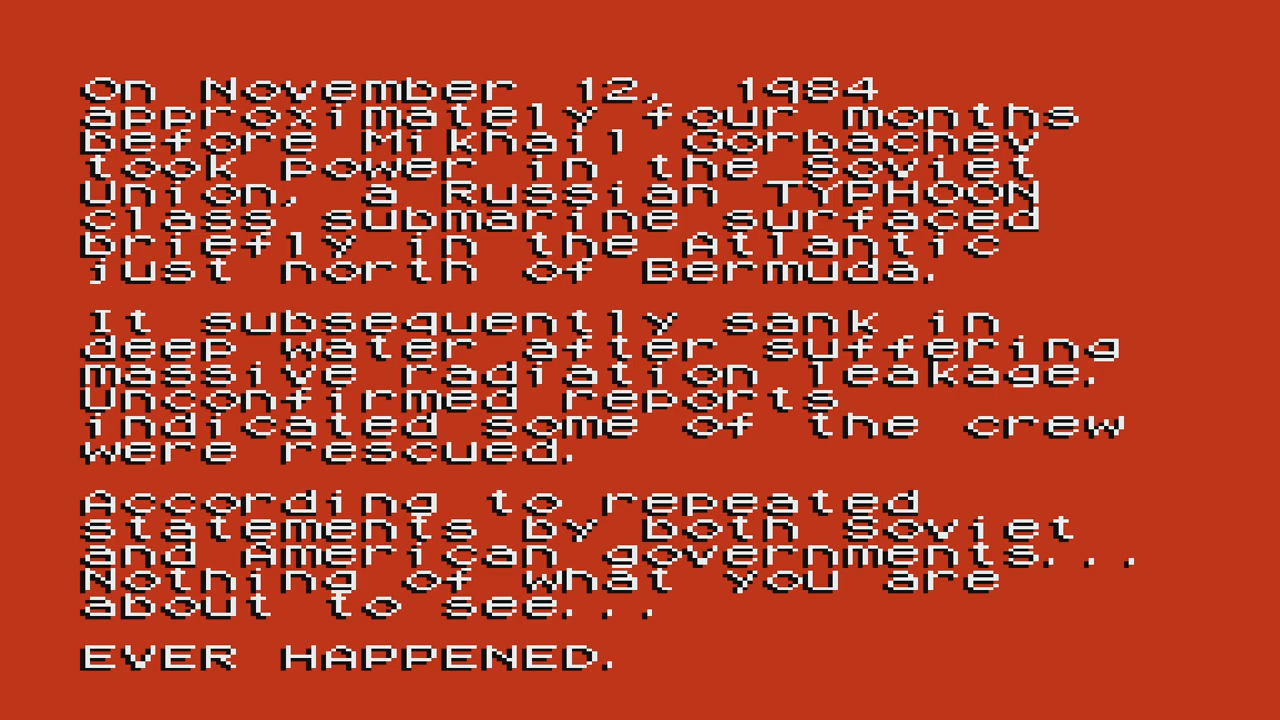 On November 12, 1984
approximately four months
before Mikhail Gorbachev
took power in the Soviet
Union, a Russian TYPHOON
class submarine surfaced
briefly in the Atlantic
just north of Bermuda.
It subsequently sank in
deep water after suffering
massive radiation leakage.
Unconfirmed reports
indicated some of the crew
were rescued.
According to repeated
statements by both Soviet
and American governments...
Nothing of what you are
about to see...
EVER HAPPENED.